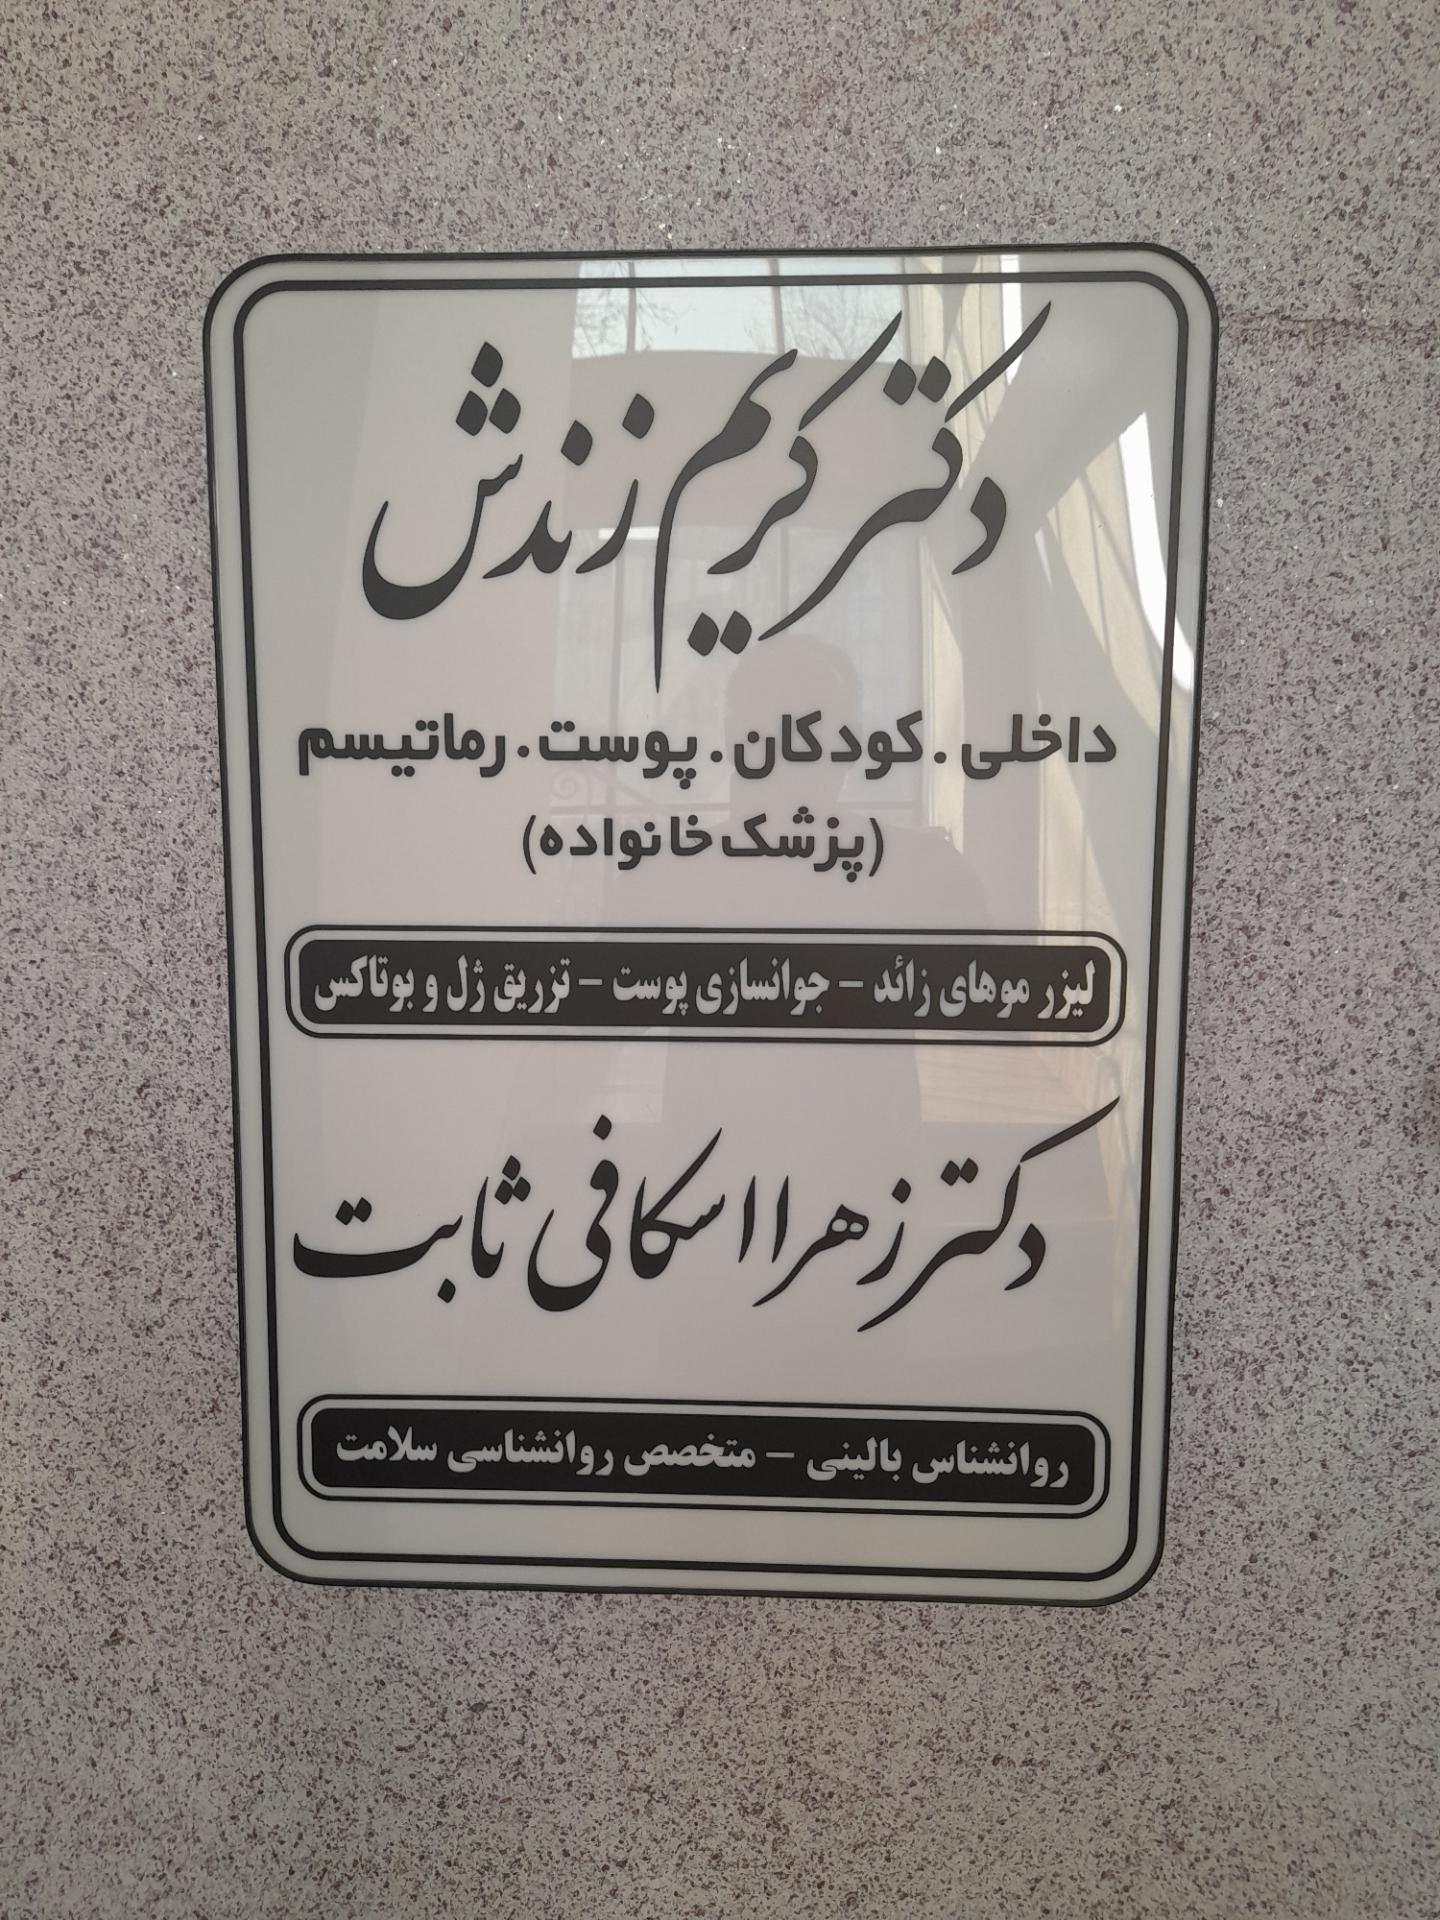 دکتر کریم زندش
داخلی . کودکان . پوست . رماتیسم
(پزشک خانواده)
لیزر موهای زائد - جوانسازی پوست - تزریق ژل و بوتاکس
دکتر زهرا اسکافی ثابت
روانشناس بالینی - متخصص روانشناسی سلامت